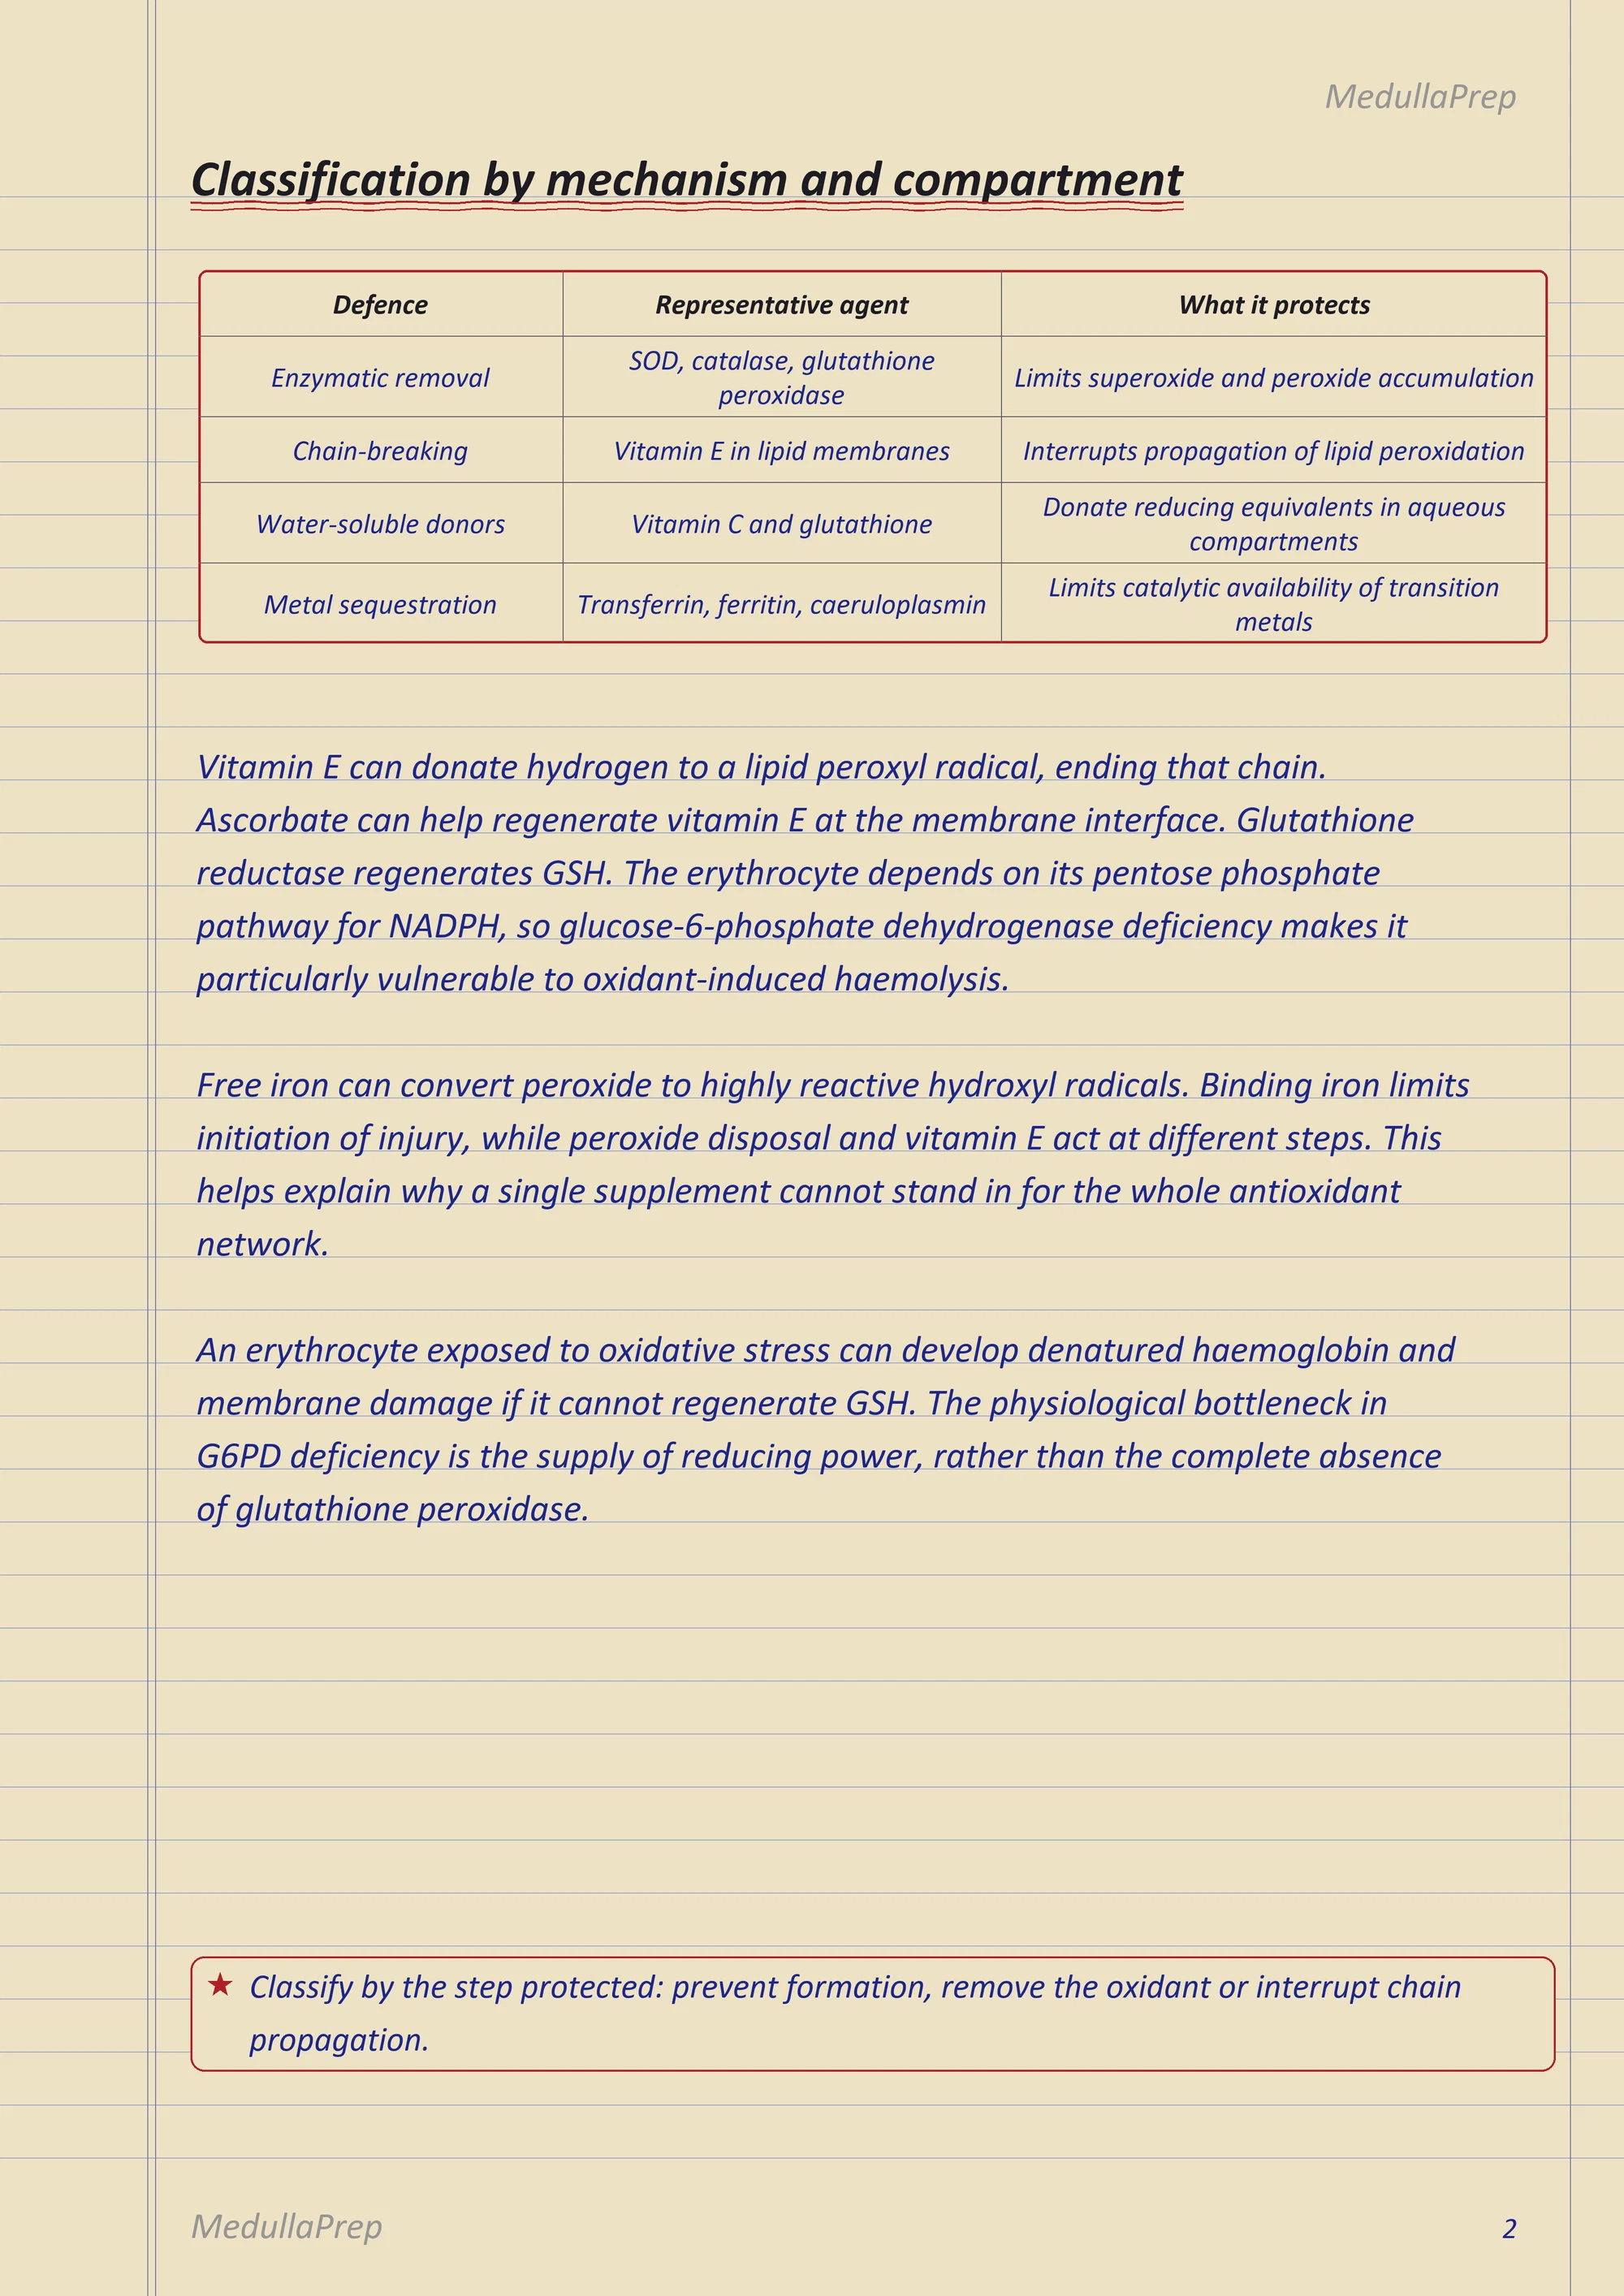 MedullaPrep
Classification by mechanism and compartment
Defence Representative agent What it protects
Enzymatic removal SOD, catalase, glutathione peroxidase Limits superoxide and peroxide accumulation
Chain-breaking Vitamin E in lipid membranes Interrupts propagation of lipid peroxidation
Water-soluble donors Vitamin C and glutathione Donate reducing equivalents in aqueous compartments
Metal sequestration Transferrin, ferritin, caeruloplasmin Limits catalytic availability of transition metals
Vitamin E can donate hydrogen to a lipid peroxyl radical, ending that chain.
Ascorbate can help regenerate vitamin E at the membrane interface. Glutathione
reductase regenerates GSH. The erythrocyte depends on its pentose phosphate
pathway for NADPH, so glucose-6-phosphate dehydrogenase deficiency makes it
particularly vulnerable to oxidant-induced haemolysis.
Free iron can convert peroxide to highly reactive hydroxyl radicals. Binding iron limits
initiation of injury, while peroxide disposal and vitamin E act at different steps. This
helps explain why a single supplement cannot stand in for the whole antioxidant
network.
An erythrocyte exposed to oxidative stress can develop denatured haemoglobin and
membrane damage if it cannot regenerate GSH. The physiological bottleneck in
G6PD deficiency is the supply of reducing power, rather than the complete absence
of glutathione peroxidase.
★ Classify by the step protected: prevent formation, remove the oxidant or interrupt chain
propagation.
MedullaPrep 2